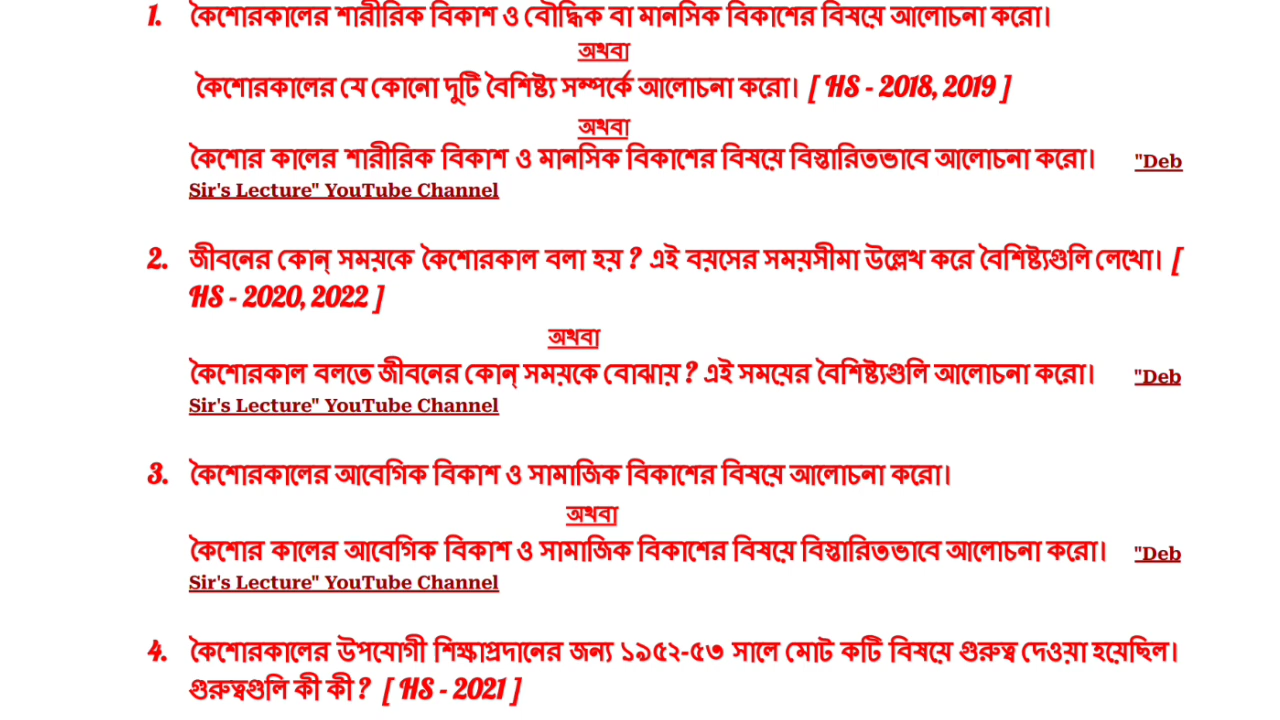 1. কৈশোরকালের শারীরিক বিকাশ ও বৌদ্ধিক বা মানসিক বিকাশের বিষয়ে আলোচনা করো।
অথবা
কৈশোরকালের যে কোনো দুটি বৈশিষ্ট্য সম্পর্কে আলোচনা করো। [ HS - 2018, 2019 ]
অথবা
কৈশোর কালের শারীরিক বিকাশ ও মানসিক বিকাশের বিষয়ে বিস্তারিতভাবে আলোচনা করো। "Deb
Sir's Lecture" YouTube Channel
2. জীবনের কোন্ সময়কে কৈশোরকাল বলা হয় ? এই বয়সের সময়সীমা উল্লেখ করে বৈশিষ্ট্যগুলি লেখো। [
HS - 2020, 2022 ]
অথবা
কৈশোরকাল বলতে জীবনের কোন্ সময়কে বোঝায় ? এই সময়ের বৈশিষ্ট্যগুলি আলোচনা করো। "Deb
Sir's Lecture" YouTube Channel
3. কৈশোরকালের আবেগিক বিকাশ ও সামাজিক বিকাশের বিষয়ে আলোচনা করো।
অথবা
কৈশোর কালের আবেগিক বিকাশ ও সামাজিক বিকাশের বিষয়ে বিস্তারিতভাবে আলোচনা করো। "Deb
Sir's Lecture" YouTube Channel
4. কৈশোরকালের উপযোগী শিক্ষাপ্রদানের জন্য ১৯৫২-৫৩ সালে মোট কটি বিষয়ে গুরুত্ব দেওয়া হয়েছিল।
গুরুত্বগুলি কী কী ? [ HS - 2021 ]